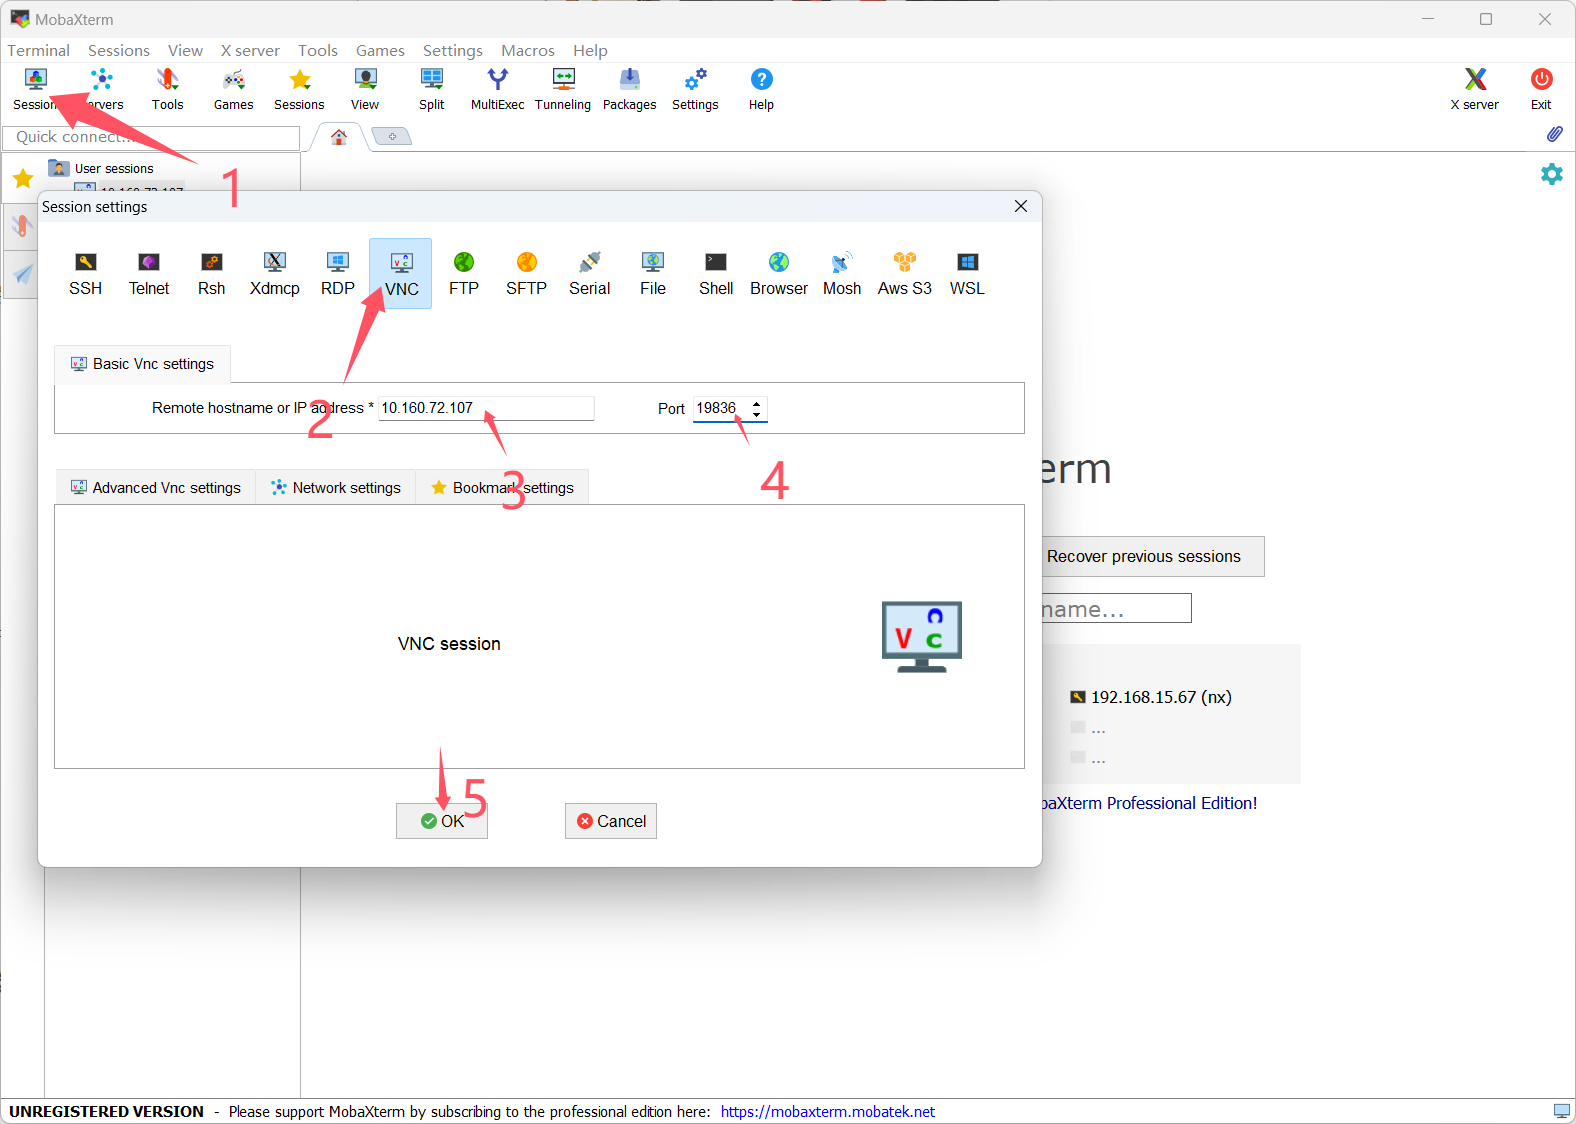 MobaXterm
Terminal Sessions View X server Tools Games Settings Macros Help
Session Servers Tools Games Sessions View Split MultiExec Tunneling Packages Settings Help X server Exit
Quick connect...
User sessions
10.160.72.107
1
Session settings
SSH Telnet Rsh Xdmcp RDP VNC FTP SFTP Serial File Shell Browser Mosh Aws S3 WSL
Basic Vnc settings
Remote hostname or IP address * 10.160.72.107 Port 19836
2
3
4
Advanced Vnc settings Network settings Bookmark settings
erm
Recover previous sessions
name...
VNC session
192.168.15.67 (nx)
...
...
baXterm Professional Edition!
5
OK Cancel
UNREGISTERED VERSION - Please support MobaXterm by subscribing to the professional edition here: https://mobaxterm.mobatek.net